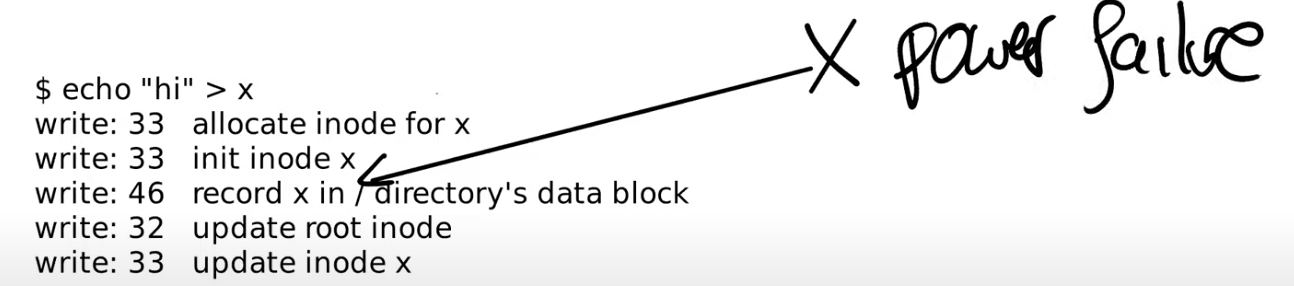 X power failure
$ echo "hi" > x
write: 33 allocate inode for x
write: 33 init inode x
write: 46 record x in / directory's data block
write: 32 update root inode
write: 33 update inode x